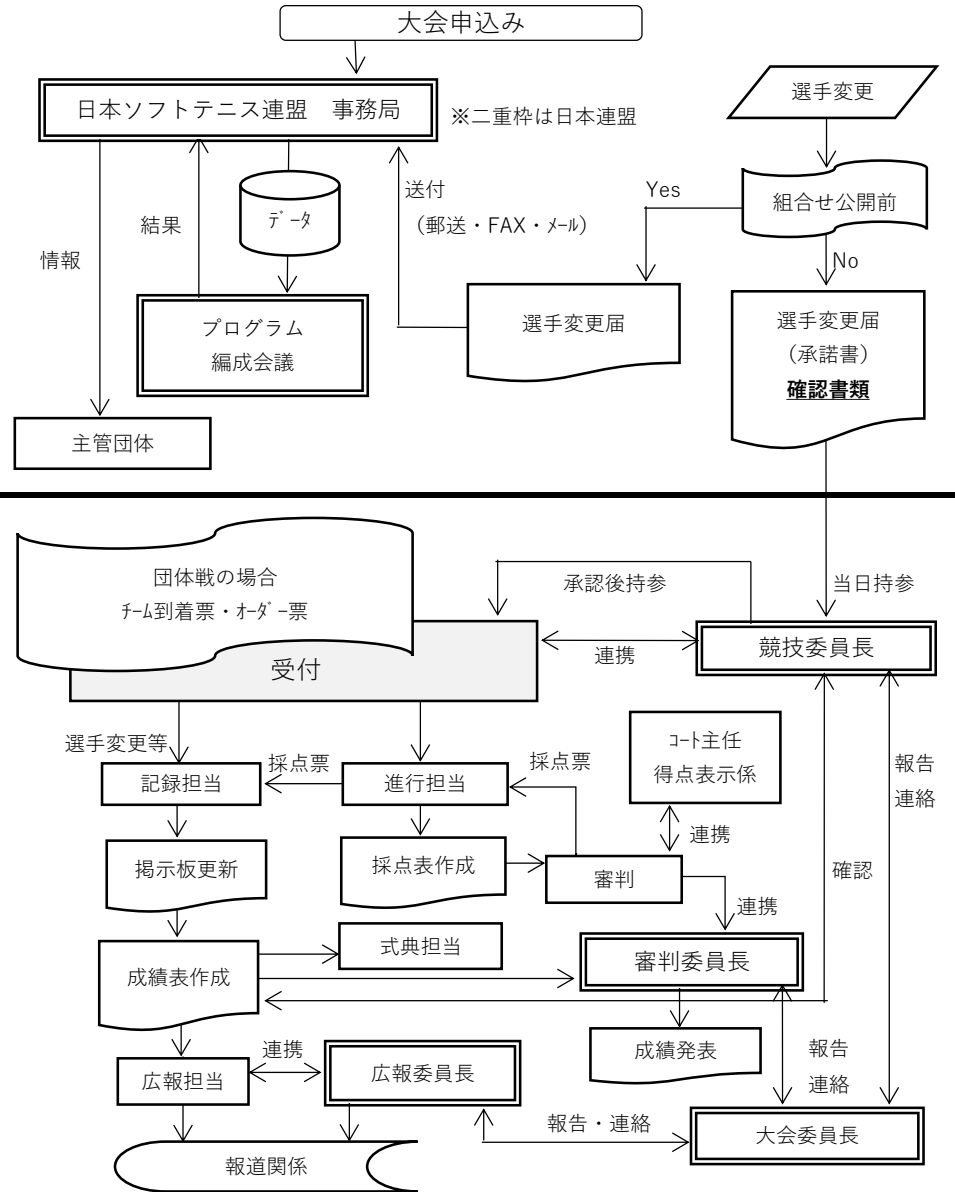 大会申込み
日本ソフトテニス連盟　事務局
※二重枠は日本連盟
選手変更
ﾃﾞｰﾀ
送付
（郵送・FAX・ﾒｰﾙ）
Yes
組合せ公開前
結果
情報
No
プログラム
編成会議
選手変更届
選手変更届
（承諾書）
確認書類
主管団体
団体戦の場合
ﾁｰﾑ到着票・ｵｰﾀﾞｰ票
承認後持参
当日持参
受付
連携
競技委員長
選手変更等
採点票
採点票
ｺｰﾄ主任
得点表示係
報告
連絡
記録担当
進行担当
連携
掲示板更新
採点表作成
審判
確認
連携
式典担当
審判委員長
成績表作成
連携
成績発表
報告
連絡
広報担当
広報委員長
報告・連絡
大会委員長
報道関係